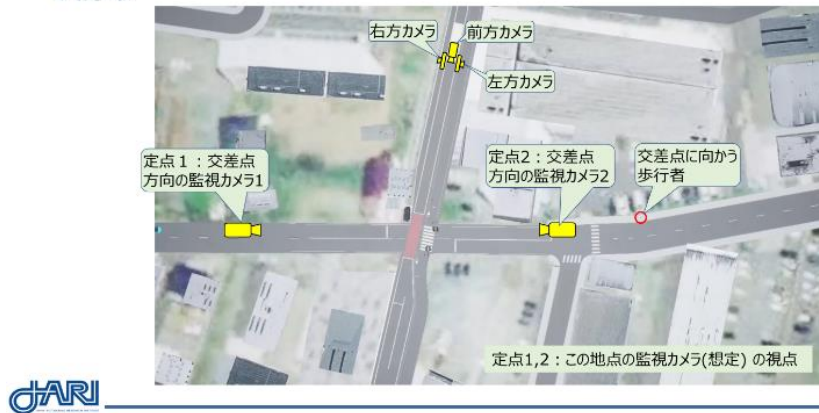 右方カメラ
前方カメラ
左方カメラ
定点1：交差点
方向の監視カメラ1
定点2：交差点
方向の監視カメラ2
交差点に向かう
歩行者
定点1,2：この地点の監視カメラ(想定) の視点
JARI